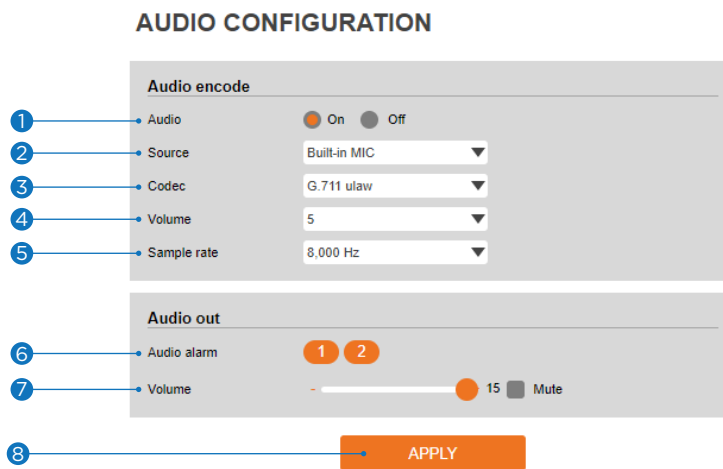 AUDIO CONFIGURATION
Audio encode
1 Audio On Off
2 Source Built-in MIC
3 Codec G.711 ulaw
4 Volume 5
5 Sample rate 8,000 Hz
Audio out
6 Audio alarm 1 2
7 Volume - 15 Mute
8 APPLY